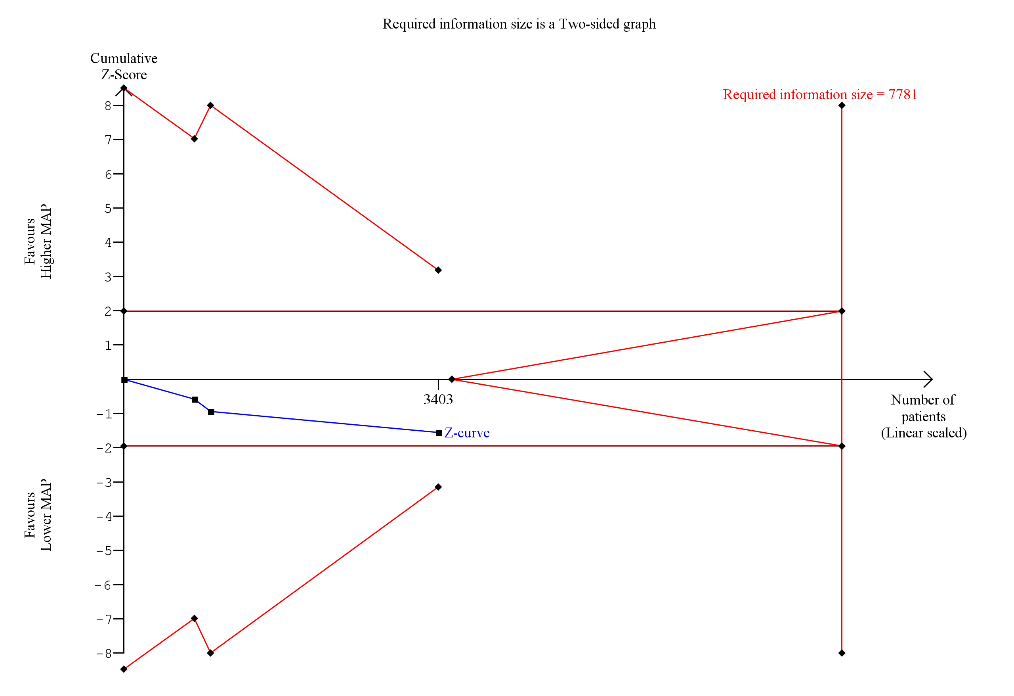 Required information size is a Two-sided graph
Cumulative
Z-Score
Required information size = 7781
8
7
6
5
4
3
2
1
-1
-2
-3
-4
-5
-6
-7
-8
Favours
Higher MAP
Favours
Lower MAP
3403
Z-curve
Number of
patients
(Linear scaled)